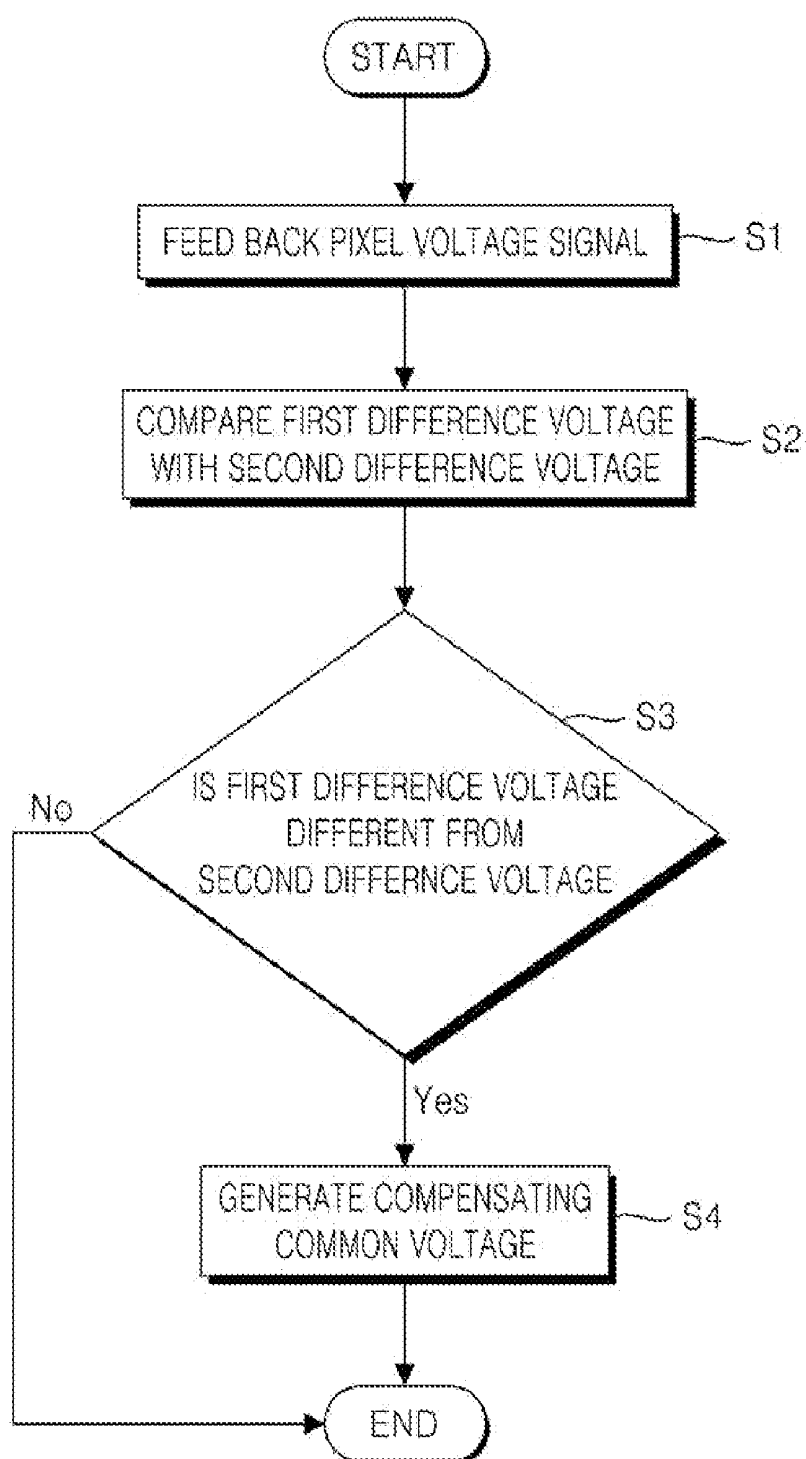 START
FEED BACK PIXEL VOLTAGE SIGNAL
S1
COMPARE FIRST DIFFERENCE VOLTAGE
WITH SECOND DIFFERENCE VOLTAGE
S2
S3
IS FIRST DIFFERENCE VOLTAGE
DIFFERENT FROM
SECOND DIFFERNCE VOLTAGE
No
Yes
GENERATE COMPENSATING
COMMON VOLTAGE
S4
END